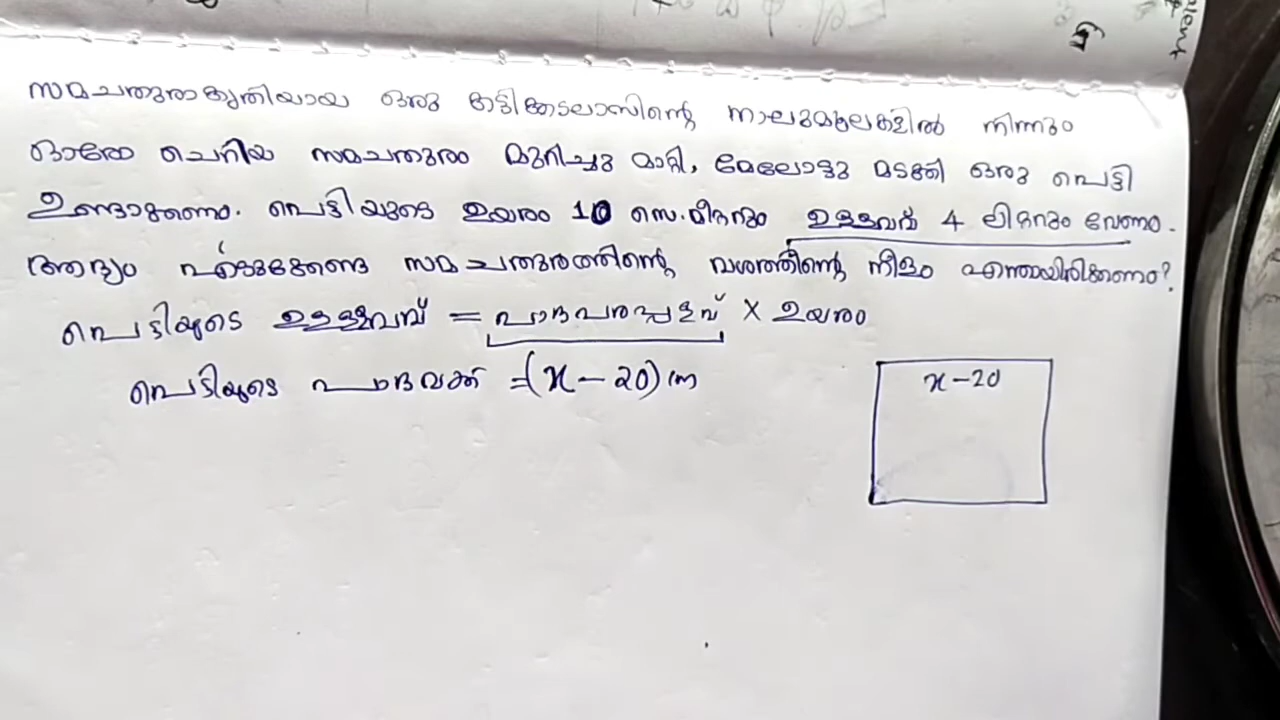 സമചതുരാകൃതിയായ ഒരു കട്ടിക്കടലാസിന്റെ നാലുമൂലകളിൽ നിന്നും
ഓരോ ചെറിയ സമചതുരം മുറിച്ചു മാറ്റി, മേലോട്ടു മടക്കി ഒരു പെട്ടി
ഉണ്ടാക്കണം. പെട്ടിയുടെ ഉയരം 10 സെ.മീറ്ററും ഉള്ളളവ് 4 ലിറ്ററും വേണം.
ആദ്യം എടുക്കേണ്ട സമചതുരത്തിന്റെ വശത്തിന്റെ നീളം എന്തായിരിക്കണം?
പെട്ടിയുടെ ഉള്ളളവ് = പാദപരപ്പളവ് × ഉയരം
പെട്ടിയുടെ പാദവക്ക് = (x - 20) cm
x - 20